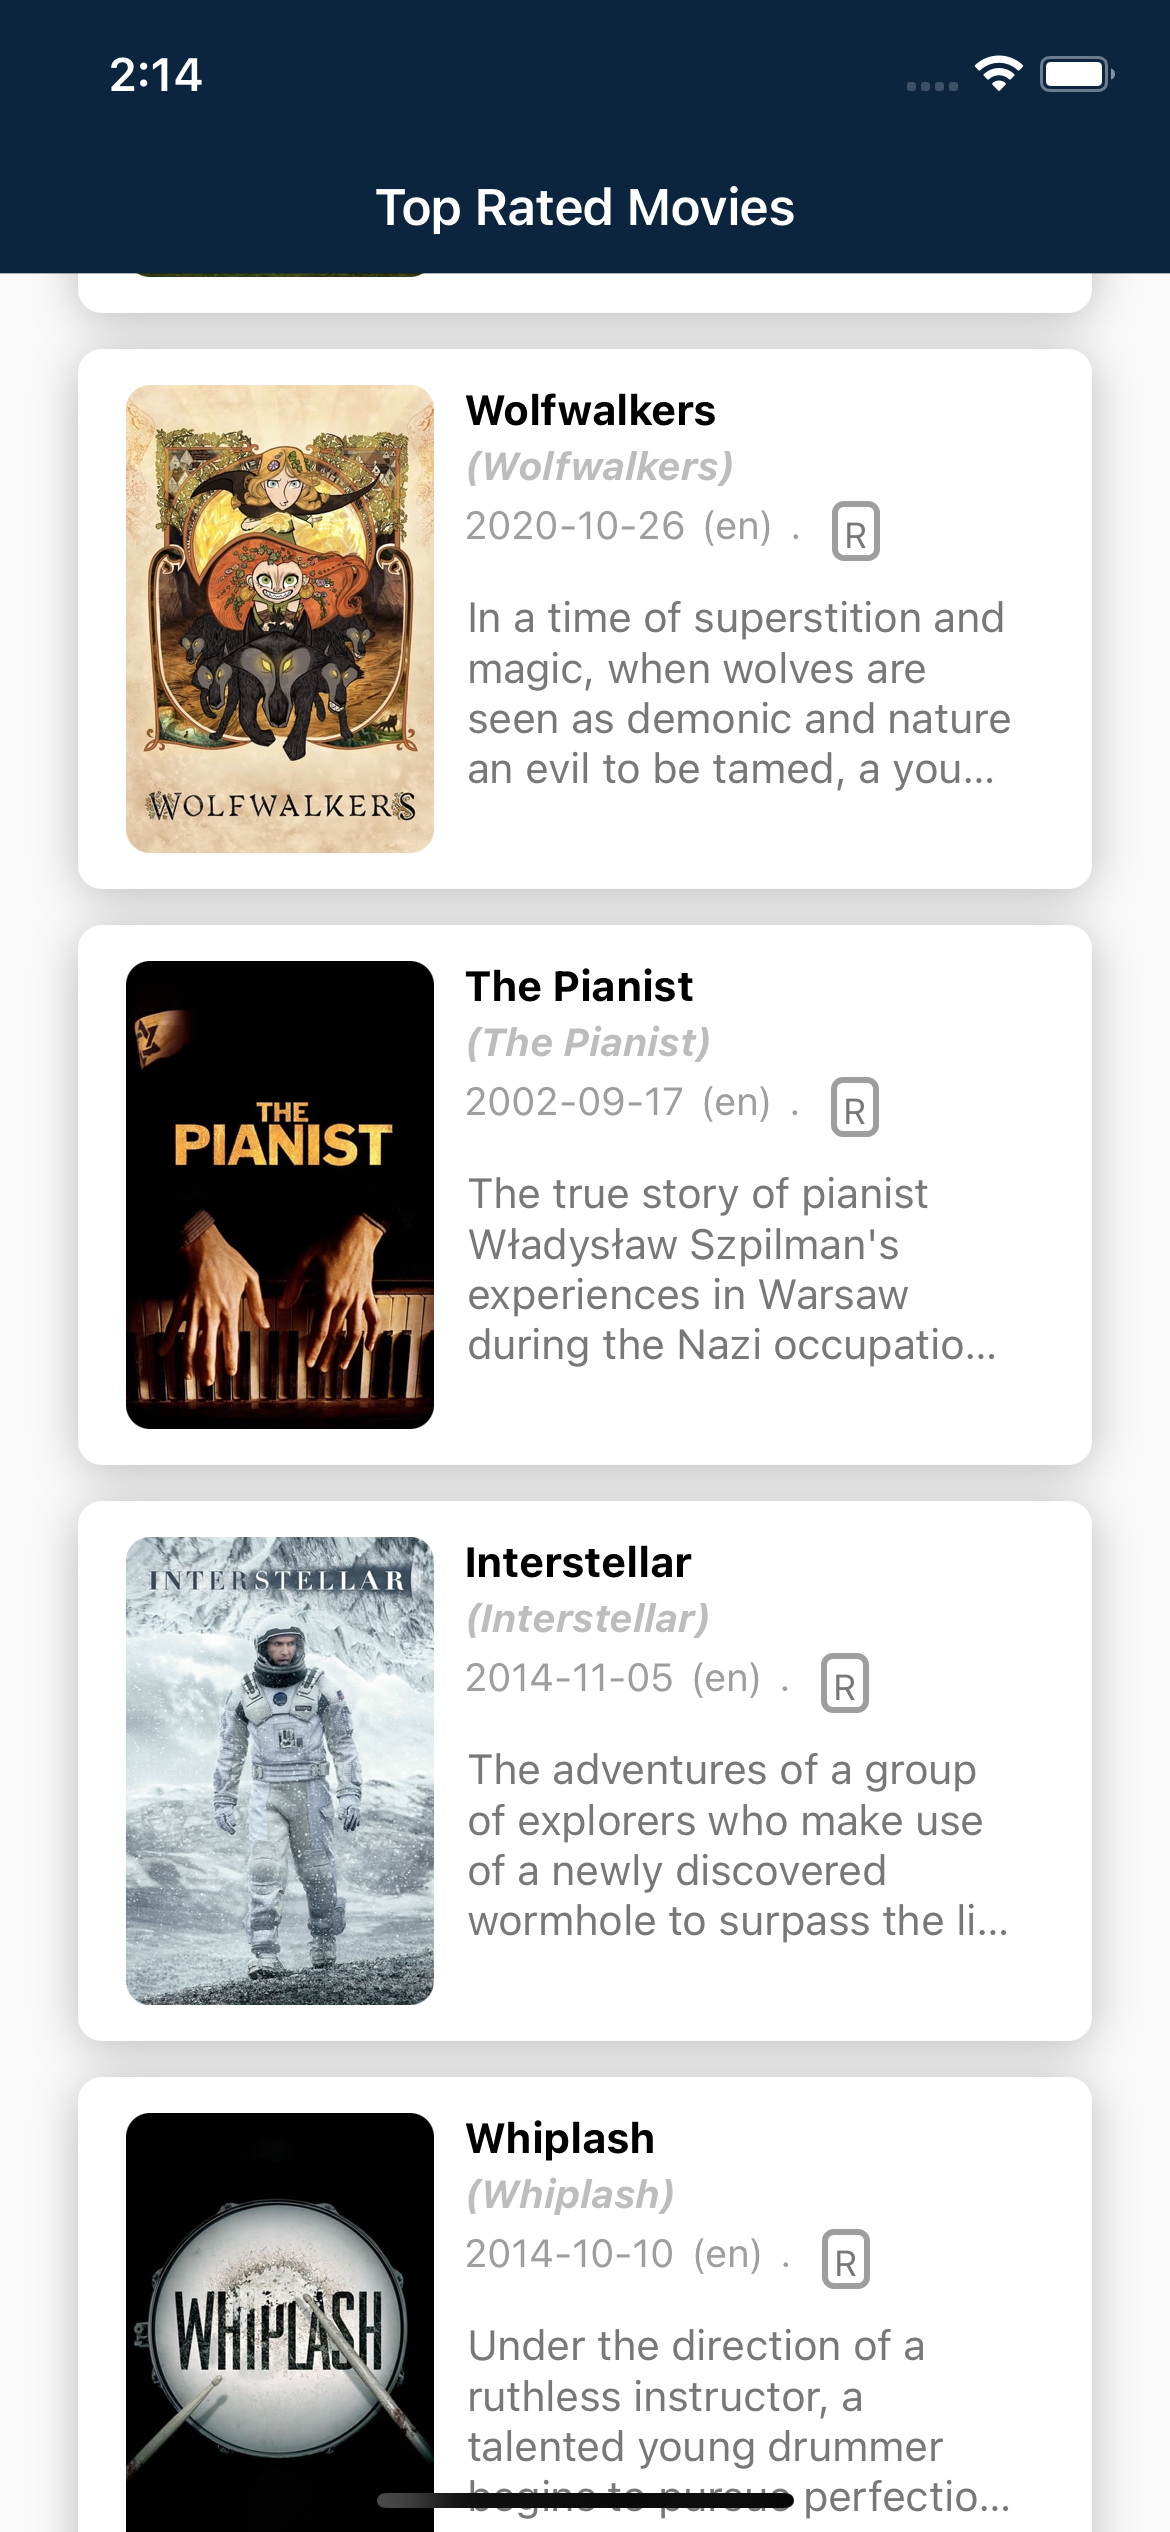 2:14
Top Rated Movies
WOLFWALKERS
Wolfwalkers
(Wolfwalkers)
2020-10-26 (en) . R
In a time of superstition and
magic, when wolves are
seen as demonic and nature
an evil to be tamed, a you...
THE
PIANIST
The Pianist
(The Pianist)
2002-09-17 (en) . R
The true story of pianist
Władysław Szpilman's
experiences in Warsaw
during the Nazi occupatio...
INTERSTELLAR
Interstellar
(Interstellar)
2014-11-05 (en) . R
The adventures of a group
of explorers who make use
of a newly discovered
wormhole to surpass the li...
WHIPLASH
Whiplash
(Whiplash)
2014-10-10 (en) . R
Under the direction of a
ruthless instructor, a
talented young drummer
begins to pursue perfectio...